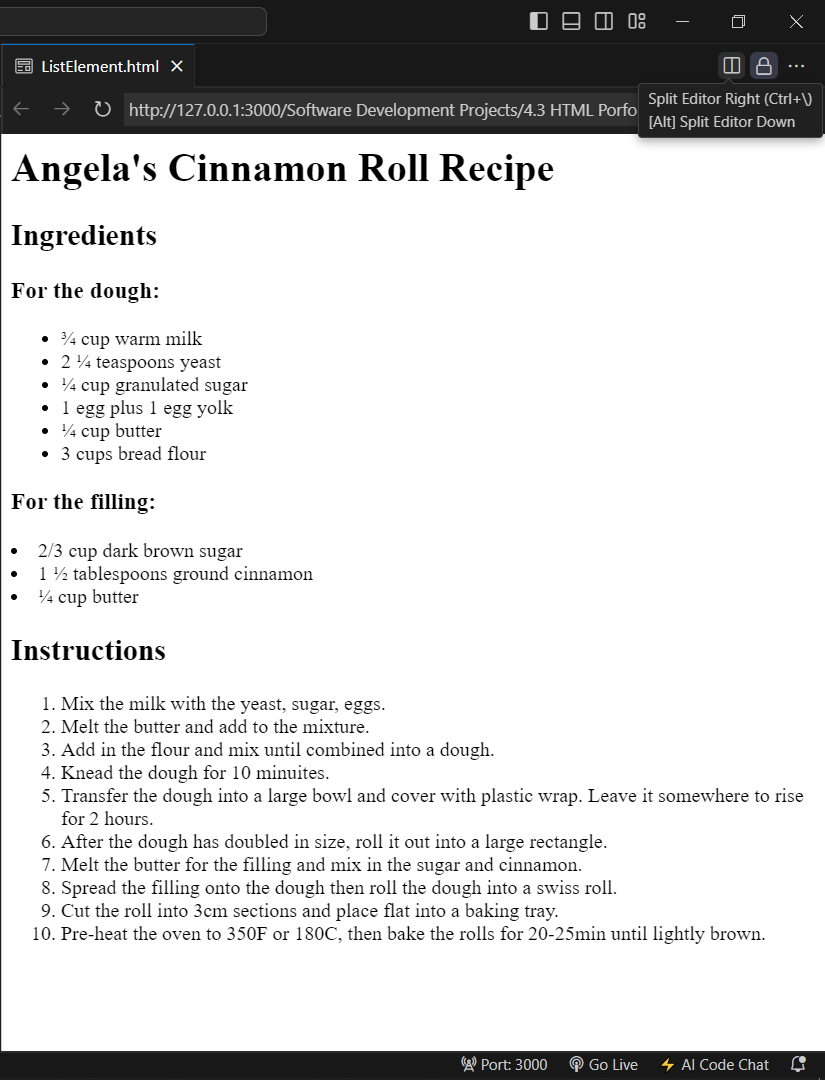 ListElement.html
http://127.0.0.1:3000/Software Development Projects/4.3 HTML Porfo
Split Editor Right (Ctrl+\)
[Alt] Split Editor Down
Angela's Cinnamon Roll Recipe
Ingredients
For the dough:
• ¾ cup warm milk
• 2 ¼ teaspoons yeast
• ¼ cup granulated sugar
• 1 egg plus 1 egg yolk
• ¼ cup butter
• 3 cups bread flour
For the filling:
• 2/3 cup dark brown sugar
• 1 ½ tablespoons ground cinnamon
• ¼ cup butter
Instructions
1. Mix the milk with the yeast, sugar, eggs.
2. Melt the butter and add to the mixture.
3. Add in the flour and mix until combined into a dough.
4. Knead the dough for 10 minuites.
5. Transfer the dough into a large bowl and cover with plastic wrap. Leave it somewhere to rise
for 2 hours.
6. After the dough has doubled in size, roll it out into a large rectangle.
7. Melt the butter for the filling and mix in the sugar and cinnamon.
8. Spread the filling onto the dough then roll the dough into a swiss roll.
9. Cut the roll into 3cm sections and place flat into a baking tray.
10. Pre-heat the oven to 350F or 180C, then bake the rolls for 20-25min until lightly brown.
Port: 3000 Go Live AI Code Chat